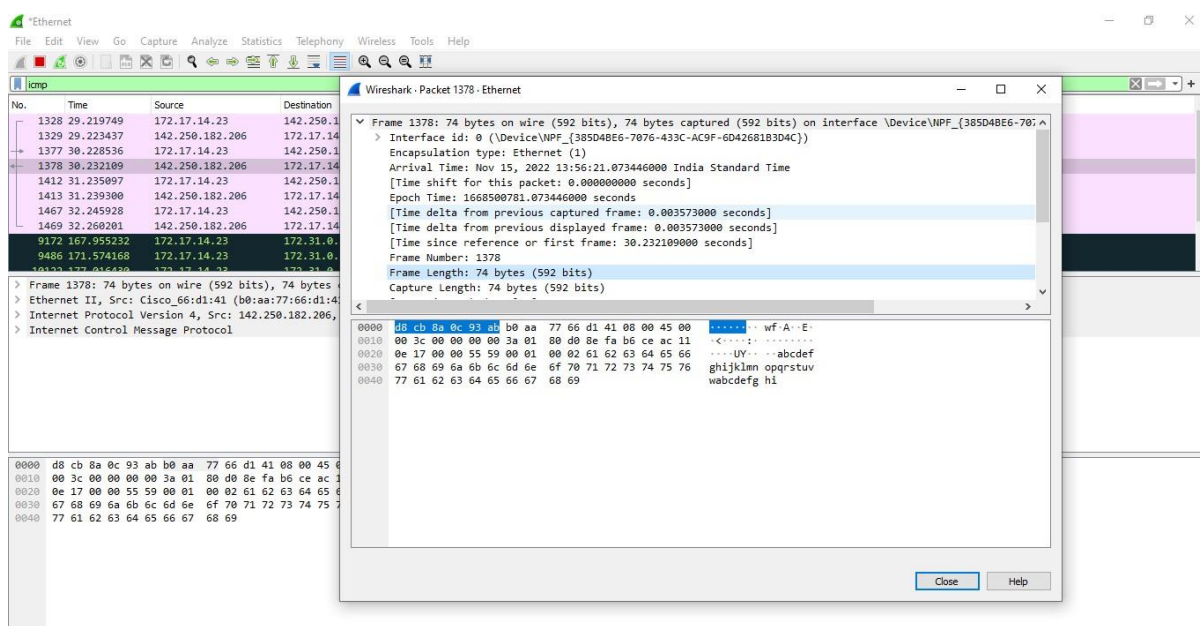 *Ethernet
File Edit View Go Capture Analyze Statistics Telephony Wireless Tools Help
icmp
No. Time Source Destination
1328 29.219749 172.17.14.23 142.250.1
1329 29.223437 142.250.182.206 172.17.14
1377 30.228536 172.17.14.23 142.250.1
1378 30.232109 142.250.182.206 172.17.14
1412 31.235097 172.17.14.23 142.250.1
1413 31.239300 142.250.182.206 172.17.14
1467 32.245928 172.17.14.23 142.250.1
1469 32.260201 142.250.182.206 172.17.14
9172 167.955232 172.17.14.23 172.31.0.
9486 171.574168 172.17.14.23 172.31.0.
> Frame 1378: 74 bytes on wire (592 bits), 74 bytes
> Ethernet II, Src: Cisco_66:d1:41 (b0:aa:77:66:d1:41
> Internet Protocol Version 4, Src: 142.250.182.206,
> Internet Control Message Protocol
0000 d8 cb 8a 0c 93 ab b0 aa 77 66 d1 41 08 00 45
0010 00 3c 00 00 00 00 3a 01 80 d0 8e fa b6 ce ac
0020 0e 17 00 00 55 59 00 01 00 02 61 62 63 64 65
0030 67 68 69 6a 6b 6c 6d 6e 6f 70 71 72 73 74 75
0040 77 61 62 63 64 65 66 67 68 69
Wireshark · Packet 1378 · Ethernet
Frame 1378: 74 bytes on wire (592 bits), 74 bytes captured (592 bits) on interface \Device\NPF_{385D4BE6-707
> Interface id: 0 (\Device\NPF_{385D4BE6-7076-433C-AC9F-6D42681B3D4C})
Encapsulation type: Ethernet (1)
Arrival Time: Nov 15, 2022 13:56:21.073446000 India Standard Time
[Time shift for this packet: 0.000000000 seconds]
Epoch Time: 1668500781.073446000 seconds
[Time delta from previous captured frame: 0.003573000 seconds]
[Time delta from previous displayed frame: 0.003573000 seconds]
[Time since reference or first frame: 30.232109000 seconds]
Frame Number: 1378
Frame Length: 74 bytes (592 bits)
Capture Length: 74 bytes (592 bits)
0000 d8 cb 8a 0c 93 ab b0 aa 77 66 d1 41 08 00 45 00 ········ wf·A··E·
0010 00 3c 00 00 00 00 3a 01 80 d0 8e fa b6 ce ac 11 ·<····:· ········
0020 0e 17 00 00 55 59 00 01 00 02 61 62 63 64 65 66 ····UY·· ··abcdef
0030 67 68 69 6a 6b 6c 6d 6e 6f 70 71 72 73 74 75 76 ghijklmn opqrstuv
0040 77 61 62 63 64 65 66 67 68 69 wabcdefg hi
Close Help